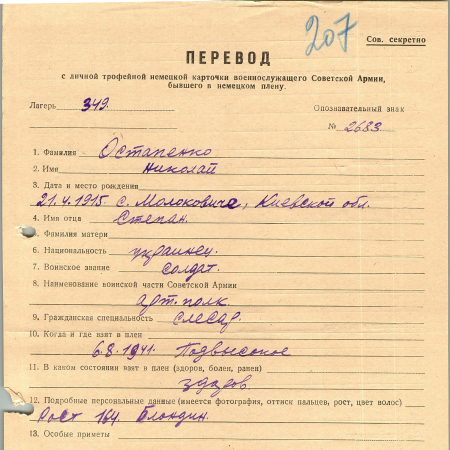 207
Сов. секретно
ПЕРЕВОД
с личной трофейной немецкой карточки военнослужащего Советской Армии,
бывшего в немецком плену.
Лагерь 349. Опознавательный знак
№ 2683
1. Фамилия Остапенко
2. Имя Николай
3. Дата и место рождения
21.4.1915 с. Молоковиче, Киевской обл.
4. Имя отца Степан.
5. Фамилия матери
6. Национальность украинец.
7. Воинское звание солдат.
8. Наименование воинской части Советской Армии
арт. полк.
9. Гражданская специальность слесар.
10. Когда и где взят в плен
6.8.1941. Подвысокое
11. В каком состоянии взят в плен (здоров, болен, ранен)
здоров
12. Подробные персональные данные (имеется фотография, оттиск пальцев, рост, цвет волос)
Рост 164. Блондин.
13. Особые приметы